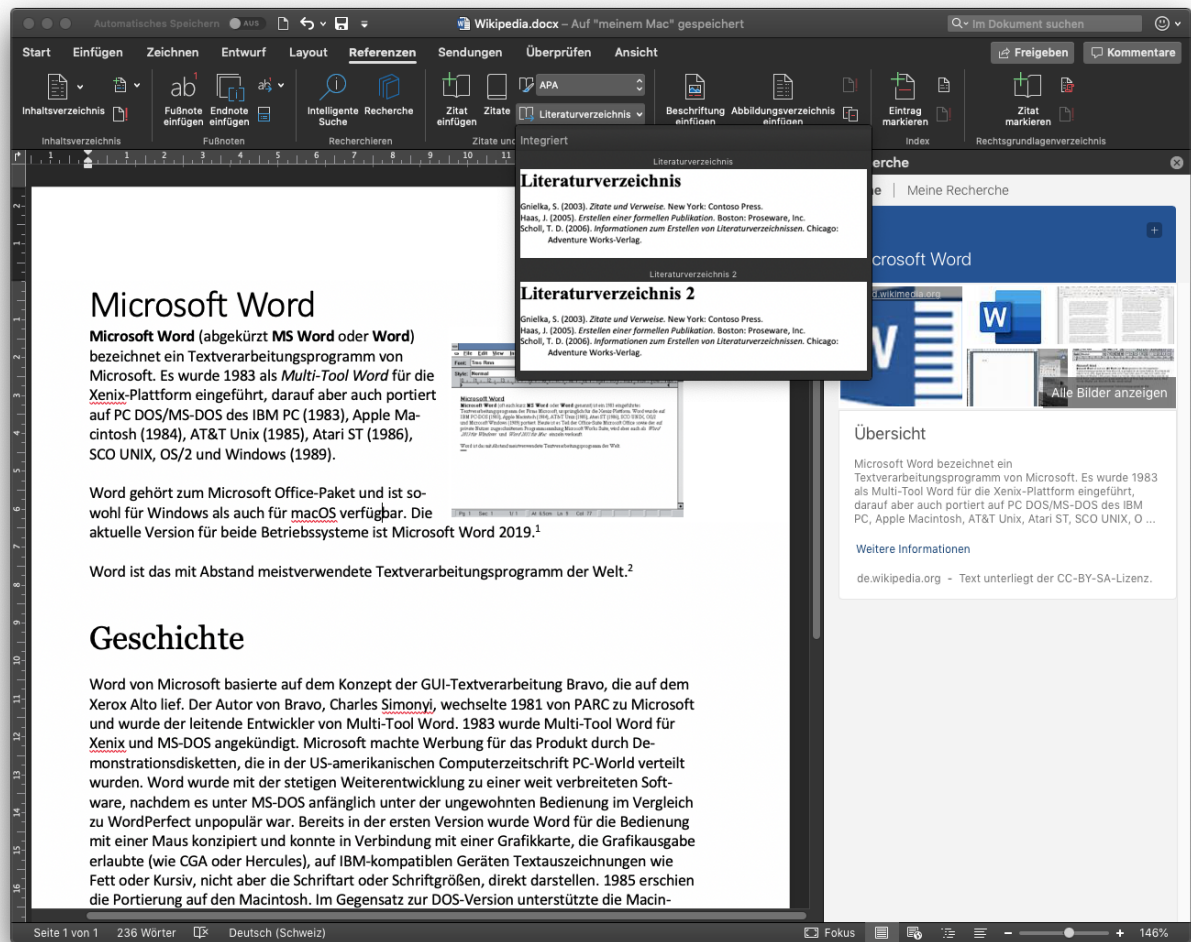 Automatisches Speichern AUS
Wikipedia.docx – Auf "meinem Mac" gespeichert
Im Dokument suchen
Start Einfügen Zeichnen Entwurf Layout Referenzen Sendungen Überprüfen Ansicht
Freigeben Kommentare
Inhaltsverzeichnis
ab
Fußnote
einfügen
Endnote
einfügen
Intelligente
Suche
Recherche
Zitat
einfügen
Zitate
APA
Literaturverzeichnis
Beschriftung
einfügen
Abbildungsverzeichnis
einfügen
Eintrag
markieren
Zitat
markieren
Inhaltsverzeichnis Fußnoten Recherchieren Zitate und Index Rechtsgrundlagenverzeichnis
Integriert
Literaturverzeichnis
Literaturverzeichnis
Gnielka, S. (2003). Zitate und Verweise. New York: Contoso Press.
Haas, J. (2005). Erstellen einer formellen Publikation. Boston: Proseware, Inc.
Scholl, T. D. (2006). Informationen zum Erstellen von Literaturverzeichnissen. Chicago:
Adventure Works-Verlag.
Literaturverzeichnis 2
Literaturverzeichnis 2
Gnielka, S. (2003). Zitate und Verweise. New York: Contoso Press.
Haas, J. (2005). Erstellen einer formellen Publikation. Boston: Proseware, Inc.
Scholl, T. D. (2006). Informationen zum Erstellen von Literaturverzeichnissen. Chicago:
Adventure Works-Verlag.
Microsoft Word
Microsoft Word (abgekürzt MS Word oder Word)
bezeichnet ein Textverarbeitungsprogramm von
Microsoft. Es wurde 1983 als Multi-Tool Word für die
Xenix-Plattform eingeführt, darauf aber auch portiert
auf PC DOS/MS-DOS des IBM PC (1983), Apple Ma-
cintosh (1984), AT&T Unix (1985), Atari ST (1986),
SCO UNIX, OS/2 und Windows (1989).
Word gehört zum Microsoft Office-Paket und ist so-
wohl für Windows als auch für macOS verfügbar. Die
aktuelle Version für beide Betriebssysteme ist Microsoft Word 2019.1
Word ist das mit Abstand meistverwendete Textverarbeitungsprogramm der Welt.2
Geschichte
Word von Microsoft basierte auf dem Konzept der GUI-Textverarbeitung Bravo, die auf dem
Xerox Alto lief. Der Autor von Bravo, Charles Simonyi, wechselte 1981 von PARC zu Microsoft
und wurde der leitende Entwickler von Multi-Tool Word. 1983 wurde Multi-Tool Word für
Xenix und MS-DOS angekündigt. Microsoft machte Werbung für das Produkt durch De-
monstrationsdisketten, die in der US-amerikanischen Computerzeitschrift PC-World verteilt
wurden. Word wurde mit der stetigen Weiterentwicklung zu einer weit verbreiteten Soft-
ware, nachdem es unter MS-DOS anfänglich unter der ungewohnten Bedienung im Vergleich
zu WordPerfect unpopulär war. Bereits in der ersten Version wurde Word für die Bedienung
mit einer Maus konzipiert und konnte in Verbindung mit einer Grafikkarte, die Grafikausgabe
erlaubte (wie CGA oder Hercules), auf IBM-kompatiblen Geräten Textauszeichnungen wie
Fett oder Kursiv, nicht aber die Schriftart oder Schriftgrößen, direkt darstellen. 1985 erschien
die Portierung auf den Macintosh. Im Gegensatz zur DOS-Version unterstützte die Macin-
erche
Meine Recherche
crosoft Word
d.wikimedia.org
W
Alle Bilder anzeigen
Übersicht
Microsoft Word bezeichnet ein
Textverarbeitungsprogramm von Microsoft. Es wurde 1983
als Multi-Tool Word für die Xenix-Plattform eingeführt,
darauf aber auch portiert auf PC DOS/MS-DOS des IBM
PC, Apple Macintosh, AT&T Unix, Atari ST, SCO UNIX, O ...
Weitere Informationen
de.wikipedia.org - Text unterliegt der CC-BY-SA-Lizenz.
Seite 1 von 1 236 Wörter Deutsch (Schweiz) Fokus 146%